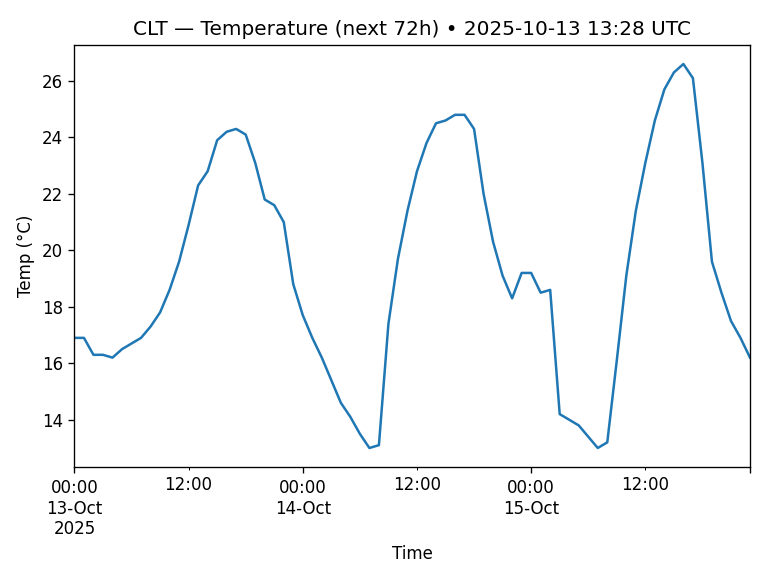 CLT — Temperature (next 72h) • 2025-10-13 13:28 UTC
Temp (°C)
26
24
22
20
18
16
14
00:00 12:00 00:00 12:00 00:00 12:00
13-Oct 14-Oct 15-Oct
2025
Time